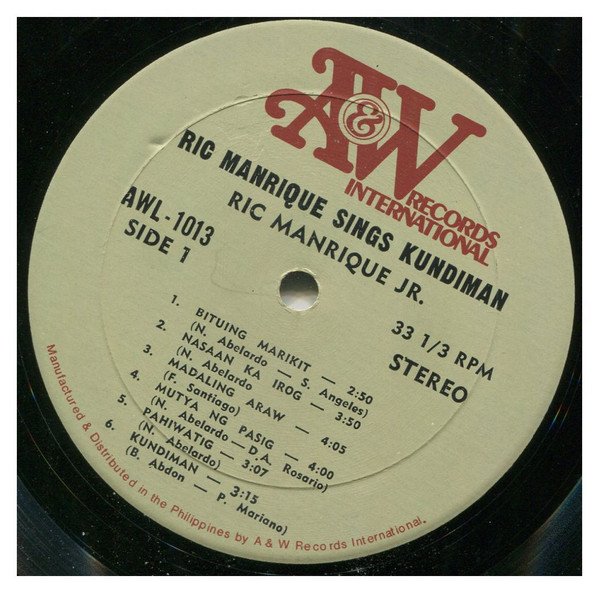 A&W
RECORDS
INTERNATIONAL
RIC MANRIQUE SINGS KUNDIMAN
RIC MANRIQUE JR.
AWL-1013
SIDE 1
33 1/3 RPM
STEREO
1. BITUING MARIKIT — 2:50
(N. Abelardo — S. Angeles)
2. NASAAN KA IROG — 3:50
(N. Abelardo
3. MADALING ARAW — 4:05
(F. Santiago)
4. MUTYA NG PASIG — 4:00
(N. Abelardo — D.A. Rosario)
5. PAHIWATIG — 3:07
(N. Abelardo)
6. KUNDIMAN — 3:15
(B. Abdon — P. Mariano)
Manufactured & Distributed in the Philippines by A & W Records International.